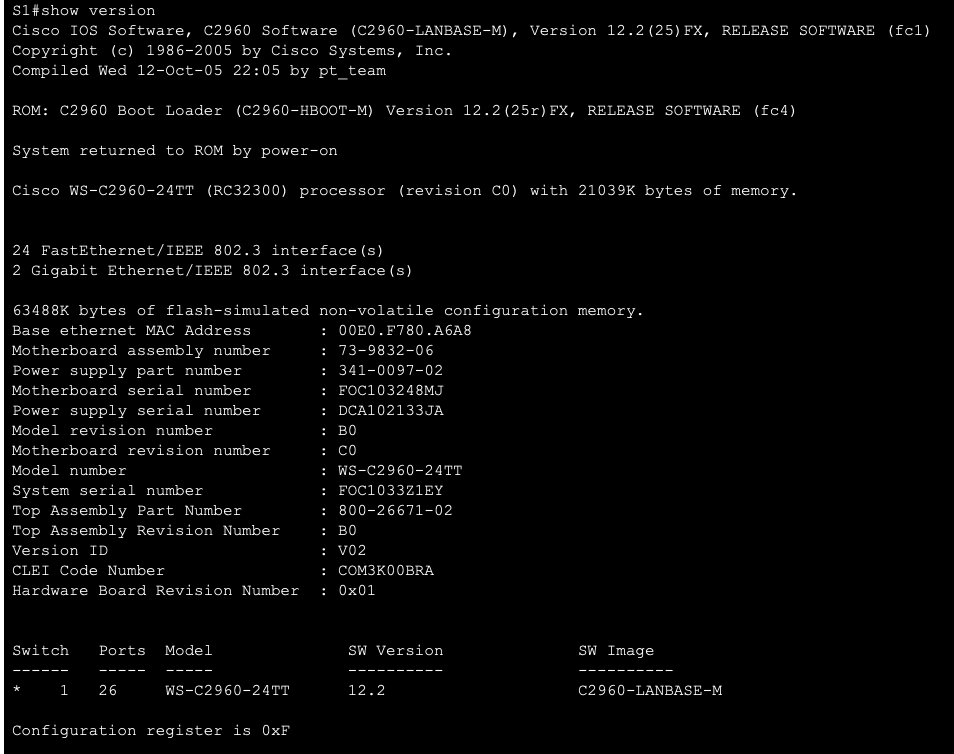 S1#show version
Cisco IOS Software, C2960 Software (C2960-LANBASE-M), Version 12.2(25)FX, RELEASE SOFTWARE (fc1)
Copyright (c) 1986-2005 by Cisco Systems, Inc.
Compiled Wed 12-Oct-05 22:05 by pt_team
ROM: C2960 Boot Loader (C2960-HBOOT-M) Version 12.2(25r)FX, RELEASE SOFTWARE (fc4)
System returned to ROM by power-on
Cisco WS-C2960-24TT (RC32300) processor (revision C0) with 21039K bytes of memory.
24 FastEthernet/IEEE 802.3 interface(s)
2 Gigabit Ethernet/IEEE 802.3 interface(s)
63488K bytes of flash-simulated non-volatile configuration memory.
Base ethernet MAC Address       : 00E0.F780.A6A8
Motherboard assembly number     : 73-9832-06
Power supply part number        : 341-0097-02
Motherboard serial number       : FOC103248MJ
Power supply serial number      : DCA102133JA
Model revision number           : B0
Motherboard revision number     : C0
Model number                    : WS-C2960-24TT
System serial number            : FOC1033Z1EY
Top Assembly Part Number        : 800-26671-02
Top Assembly Revision Number    : B0
Version ID                      : V02
CLEI Code Number                : COM3K00BRA
Hardware Board Revision Number  : 0x01
Switch   Ports  Model              SW Version              SW Image
------   -----  -----              ----------              ----------
*    1   26     WS-C2960-24TT      12.2                    C2960-LANBASE-M
Configuration register is 0xF